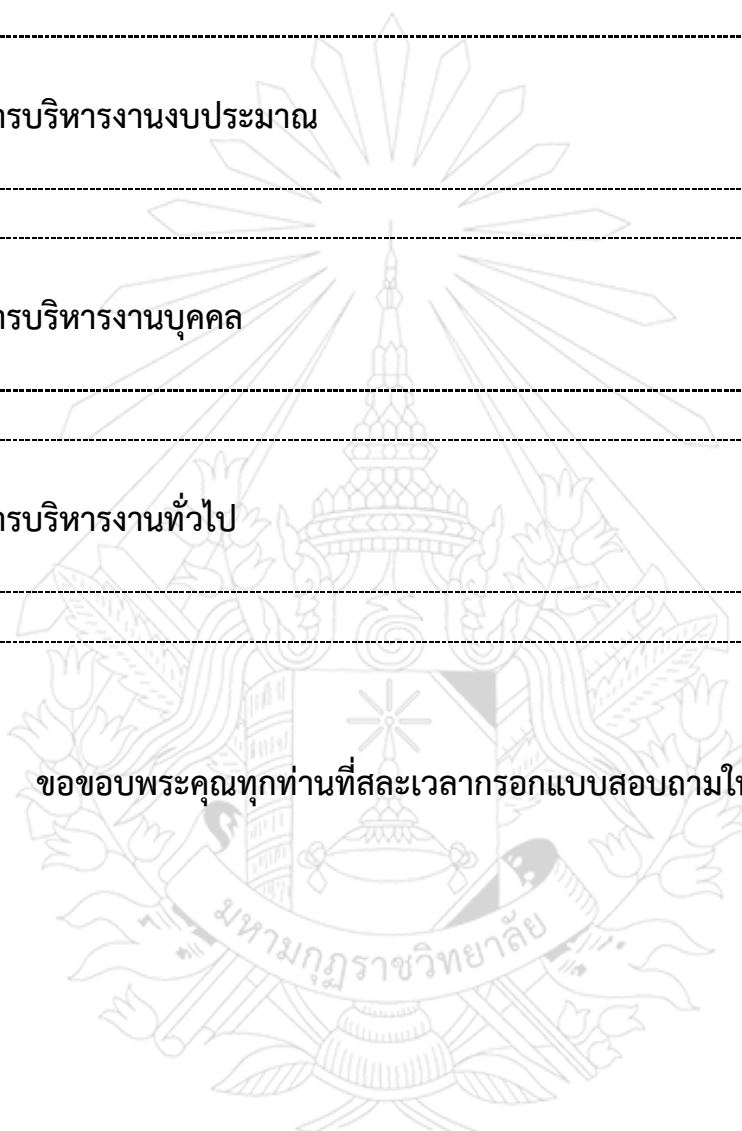 ารบริหารงานงบประมาณ
ารบริหารงานบุคคล
ารบริหารงานทั่วไป
ขอขอบพระคุณทุกท่านที่สละเวลากรอกแบบสอบถามใ
มหามกุฏราชวิทยาลัย